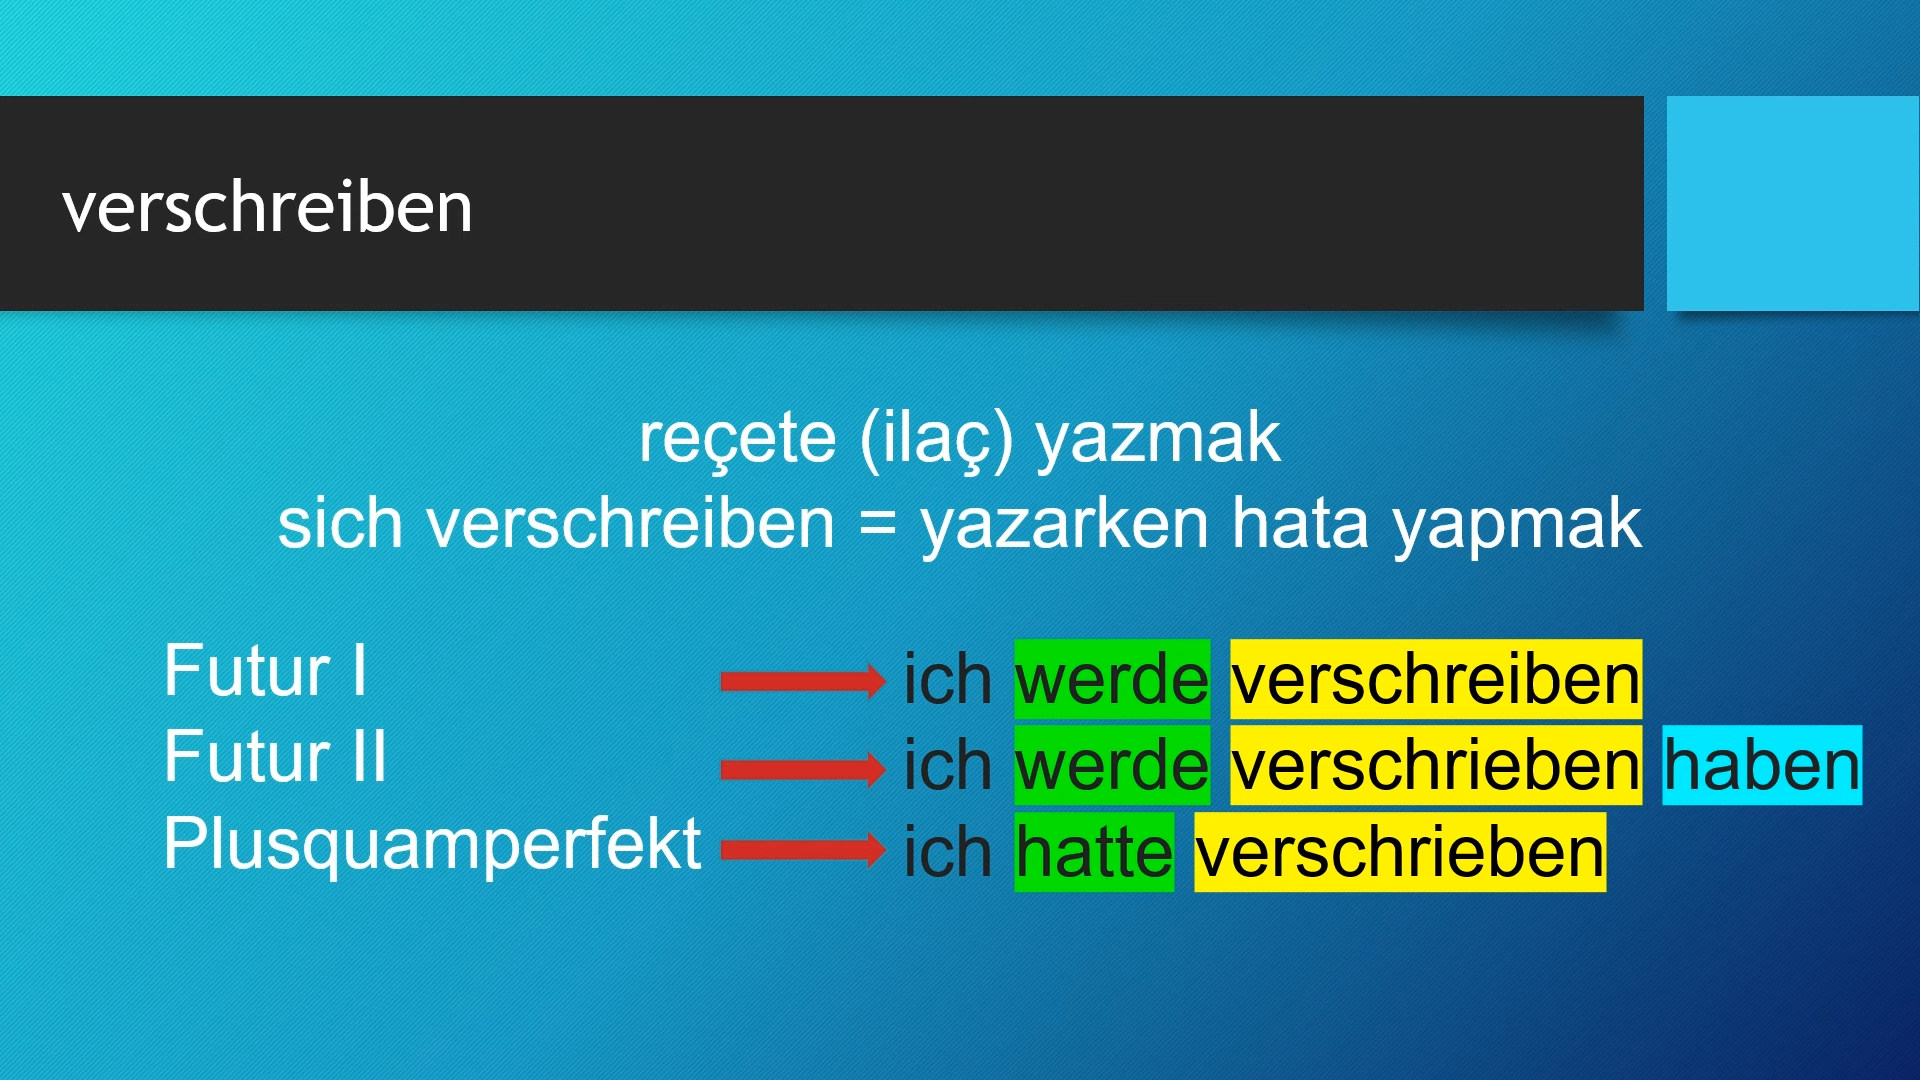 verschreiben
reçete (ilaç) yazmak
sich verschreiben = yazarken hata yapmak
Futur I ich werde verschreiben
Futur II ich werde verschrieben haben
Plusquamperfekt ich hatte verschrieben